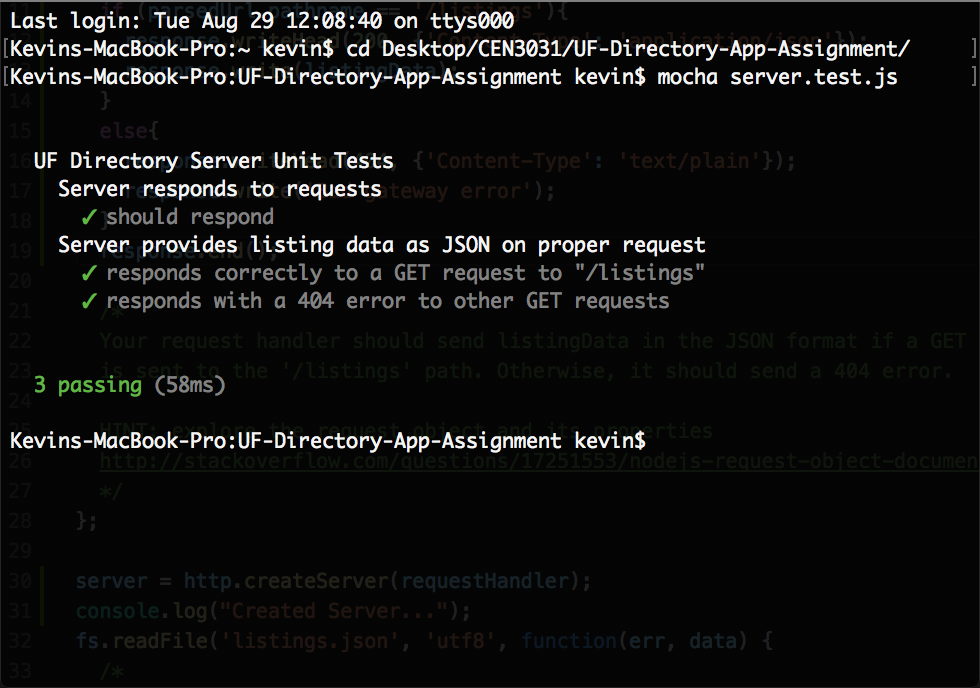 Last login: Tue Aug 29 12:08:40 on ttys000
[Kevins-MacBook-Pro:~ kevin$ cd Desktop/CEN3031/UF-Directory-App-Assignment/ ]
[Kevins-MacBook-Pro:UF-Directory-App-Assignment kevin$ mocha server.test.js ]
14 }
15 else{
UF Directory Server Unit Tests
16 {'Content-Type': 'text/plain'});
Server responds to requests
17 gateway error');
✓ should respond
18 }
Server provides listing data as JSON on proper request
19 response.end();
✓ responds correctly to a GET request to "/listings"
20
✓ responds with a 404 error to other GET requests
21 /*
22 Your request handler should send listingData in the JSON format if a GET
23 is sent to the '/listings' path. Otherwise, it should send a 404 error.
3 passing (58ms)
24
Kevins-MacBook-Pro:UF-Directory-App-Assignment kevin$
HINT: explore the request object and its properties
26 http://stackoverflow.com/questions/17251553/nodejs-request-object-documen
27 */
28 };
29
30 server = http.createServer(requestHandler);
31 console.log("Created Server...");
32 fs.readFile('listings.json', 'utf8', function(err, data) {
33 /*